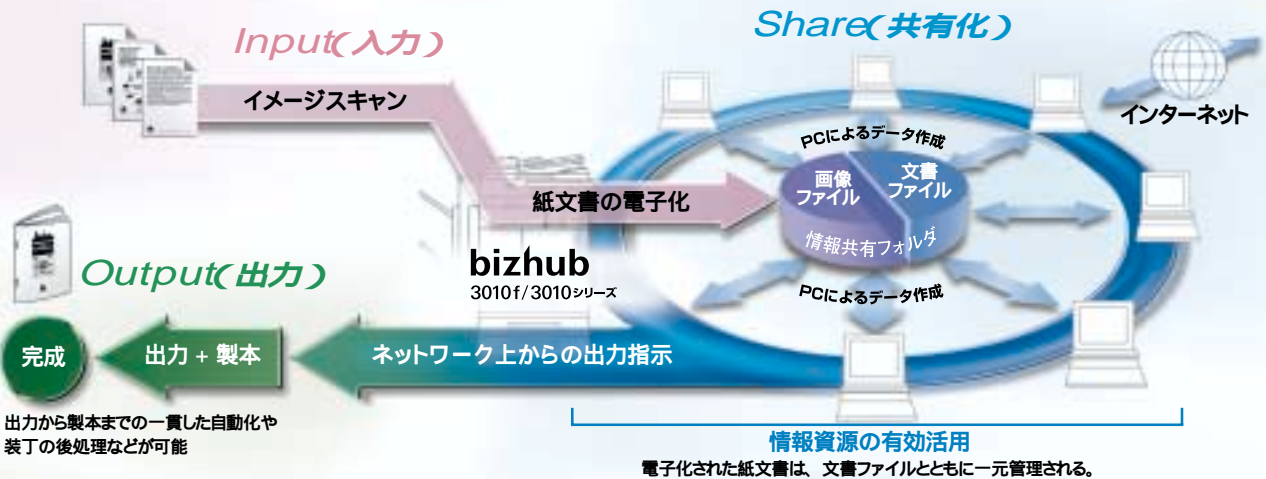 Input(入力)
Share(共有化)
イメージスキャン
インターネット
PCによるデータ作成
画像
ファイル
文書
ファイル
紙文書の電子化
情報共有フォルダ
bizhub
3010f/3010シリーズ
PCによるデータ作成
Output(出力)
完成
出力 + 製本
ネットワーク上からの出力指示
出力から製本までの一貫した自動化や
装丁の後処理などが可能
情報資源の有効活用
電子化された紙文書は、文書ファイルとともに一元管理される。